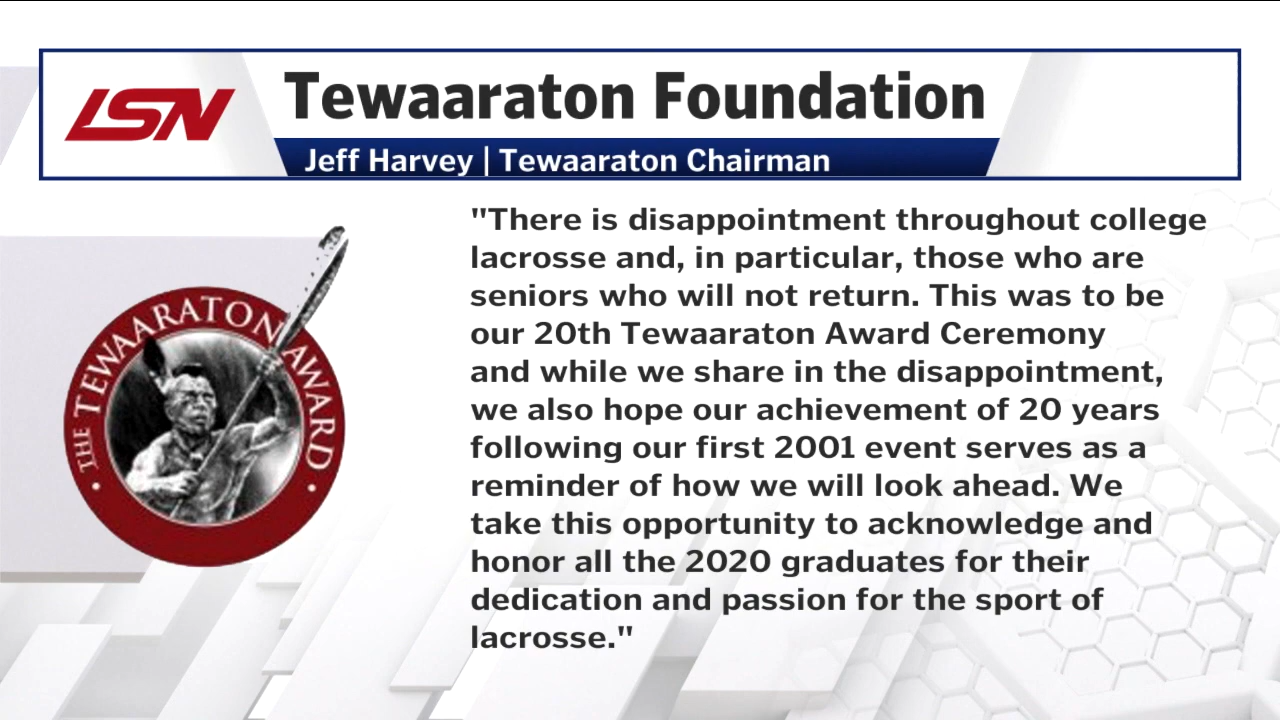 LSN
Tewaaraton Foundation
Jeff Harvey | Tewaaraton Chairman
"There is disappointment throughout college
lacrosse and, in particular, those who are
seniors who will not return. This was to be
our 20th Tewaaraton Award Ceremony
and while we share in the disappointment,
we also hope our achievement of 20 years
following our first 2001 event serves as a
reminder of how we will look ahead. We
take this opportunity to acknowledge and
honor all the 2020 graduates for their
dedication and passion for the sport of
lacrosse."
• THE TEWAARATON AWARD •